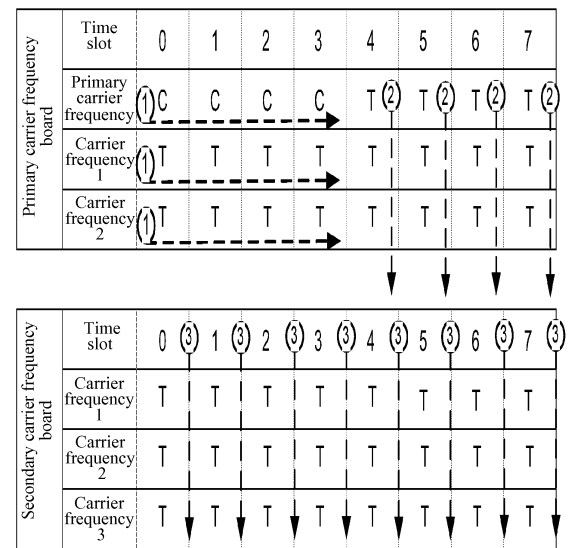 Primary carrier frequency board
Time slot 0 1 2 3 4 5 6 7
Primary carrier frequency (1) C C C C T (2) T (2) T (2) T (2)
Carrier frequency 1 (1) T T T T T T T T
Carrier frequency 2 (1) T T T T T T T T
Secondary carrier frequency board
Time slot 0 (3) 1 (3) 2 (3) 3 (3) 4 (3) 5 (3) 6 (3) 7 (3)
Carrier frequency 1 T T T T T T T T
Carrier frequency 2 T T T T T T T T
Carrier frequency 3 T T T T T T T T